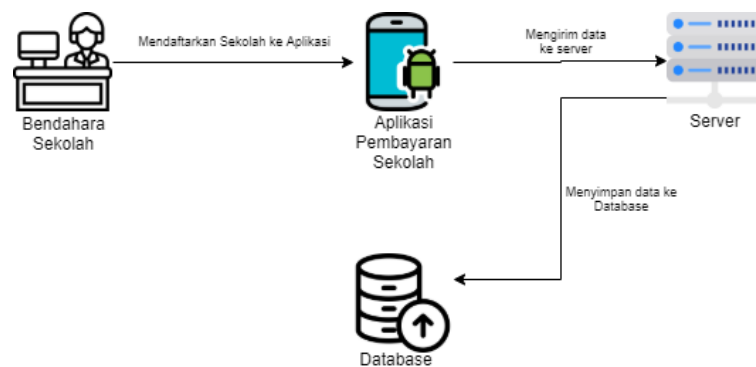 Mendaftarkan Sekolah ke Aplikasi
Mengirim data
ke server
Bendahara
Sekolah
Aplikasi
Pembayaran
Sekolah
Server
Menyimpan data ke
Database
Database